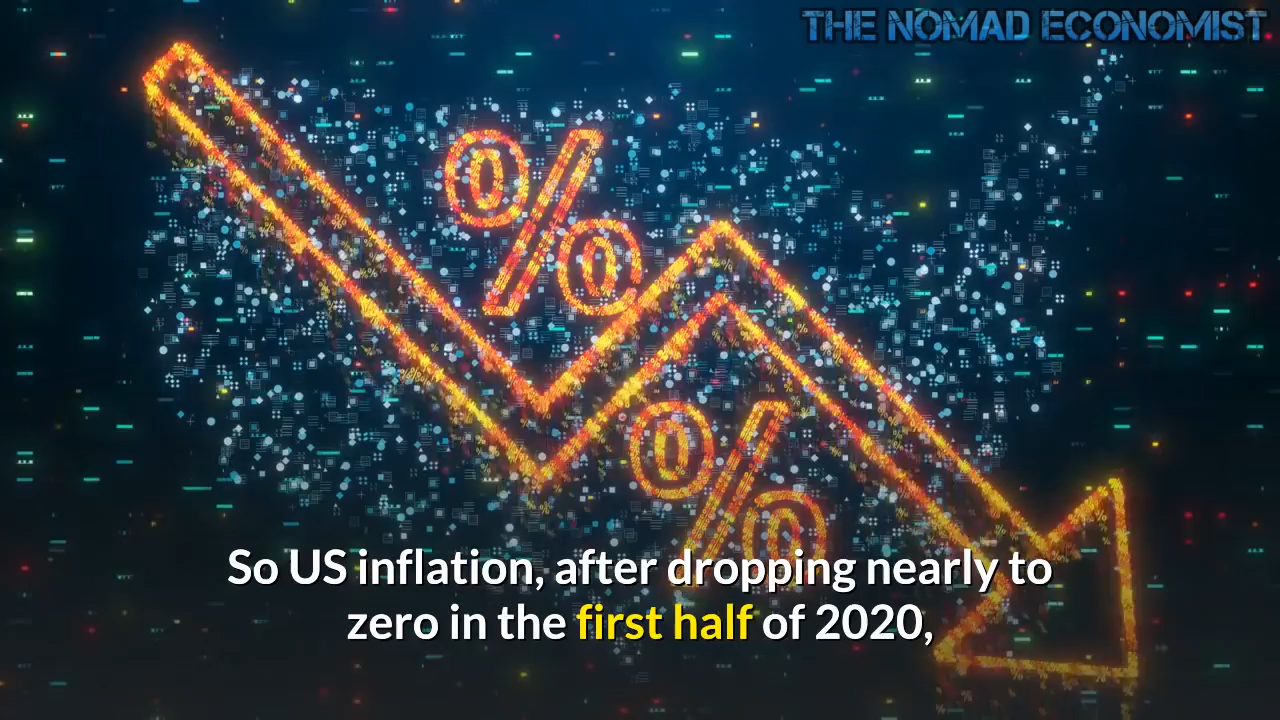 THE NOMAD ECONOMIST
%
%
So US inflation, after dropping nearly to
zero in the first half of 2020,